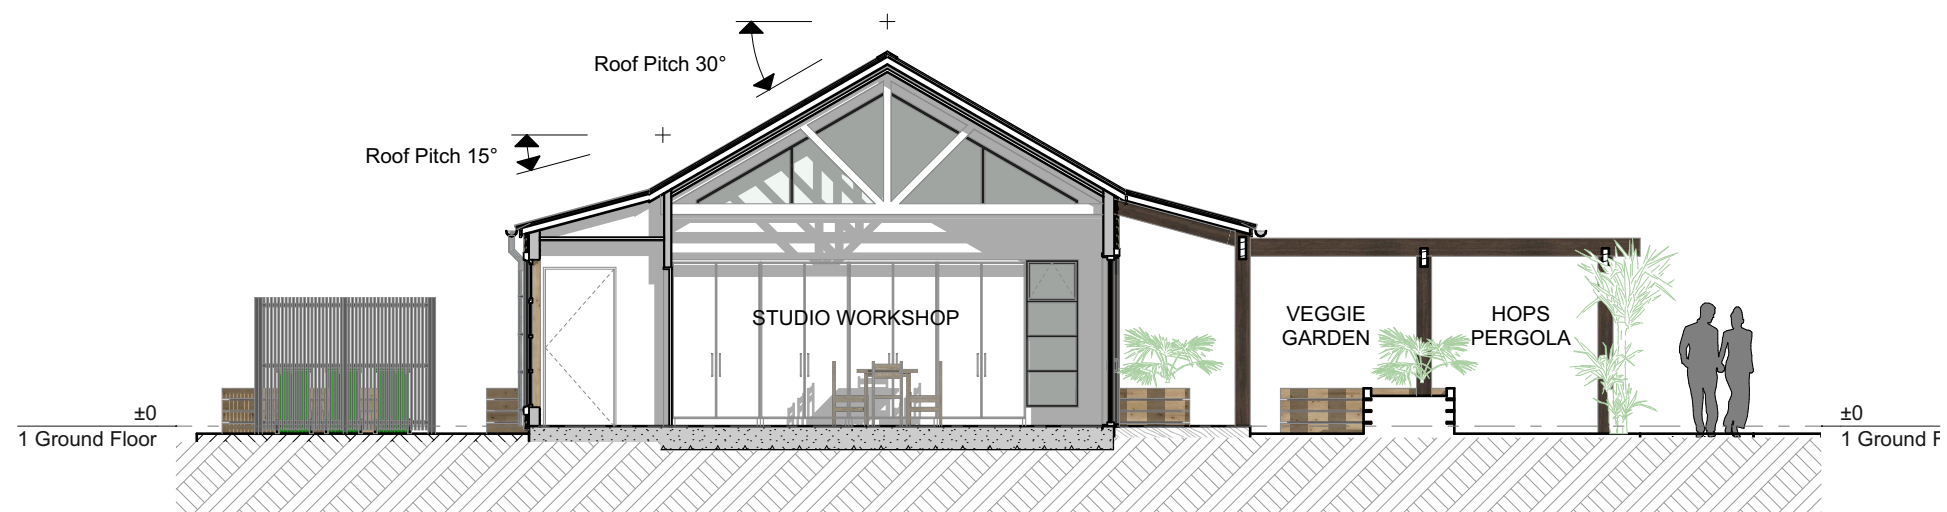 Roof Pitch 30°
Roof Pitch 15°
STUDIO WORKSHOP
VEGGIE
GARDEN
HOPS
PERGOLA
±0
1 Ground Floor
±0
1 Ground F